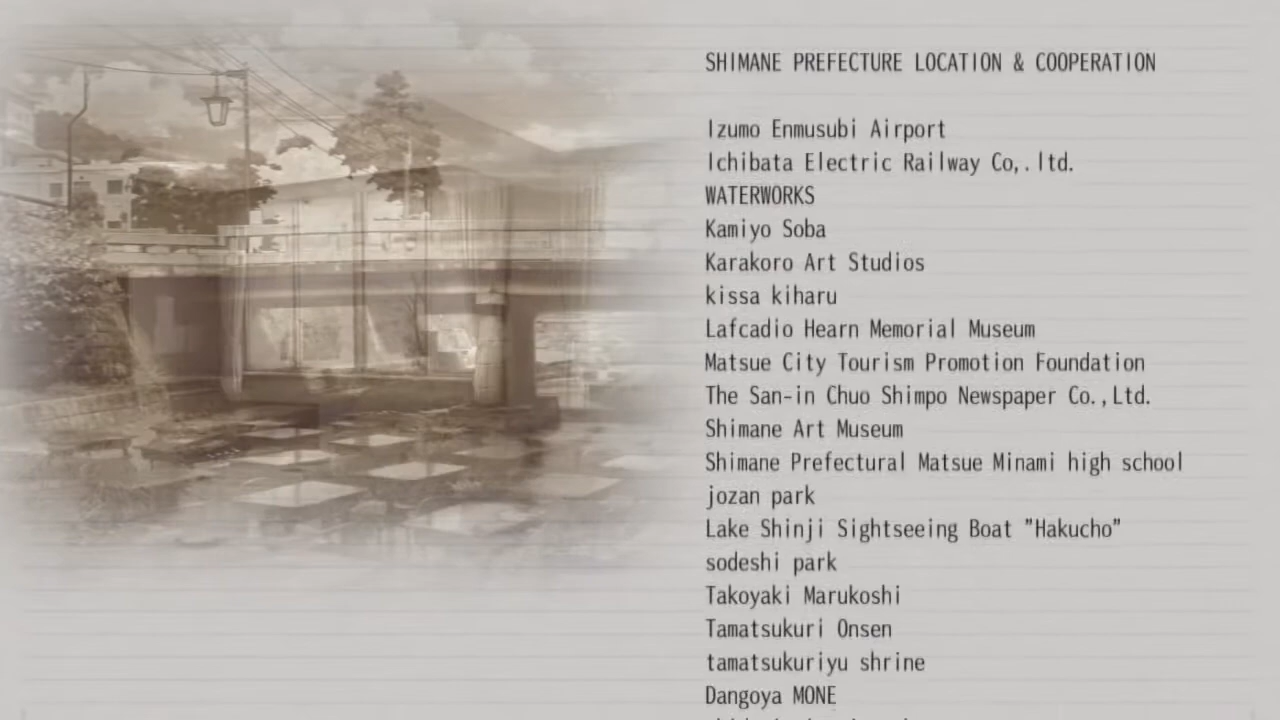 SHIMANE PREFECTURE LOCATION & COOPERATION
Izumo Enmusubi Airport
Ichibata Electric Railway Co,.ltd.
WATERWORKS
Kamiyo Soba
Karakoro Art Studios
kissa kiharu
Lafcadio Hearn Memorial Museum
Matsue City Tourism Promotion Foundation
The San-in Chuo Shimpo Newspaper Co.,Ltd.
Shimane Art Museum
Shimane Prefectural Matsue Minami high school
jozan park
Lake Shinji Sightseeing Boat "Hakucho"
sodeshi park
Takoyaki Marukoshi
Tamatsukuri Onsen
tamatsukuriyu shrine
Dangoya MONE